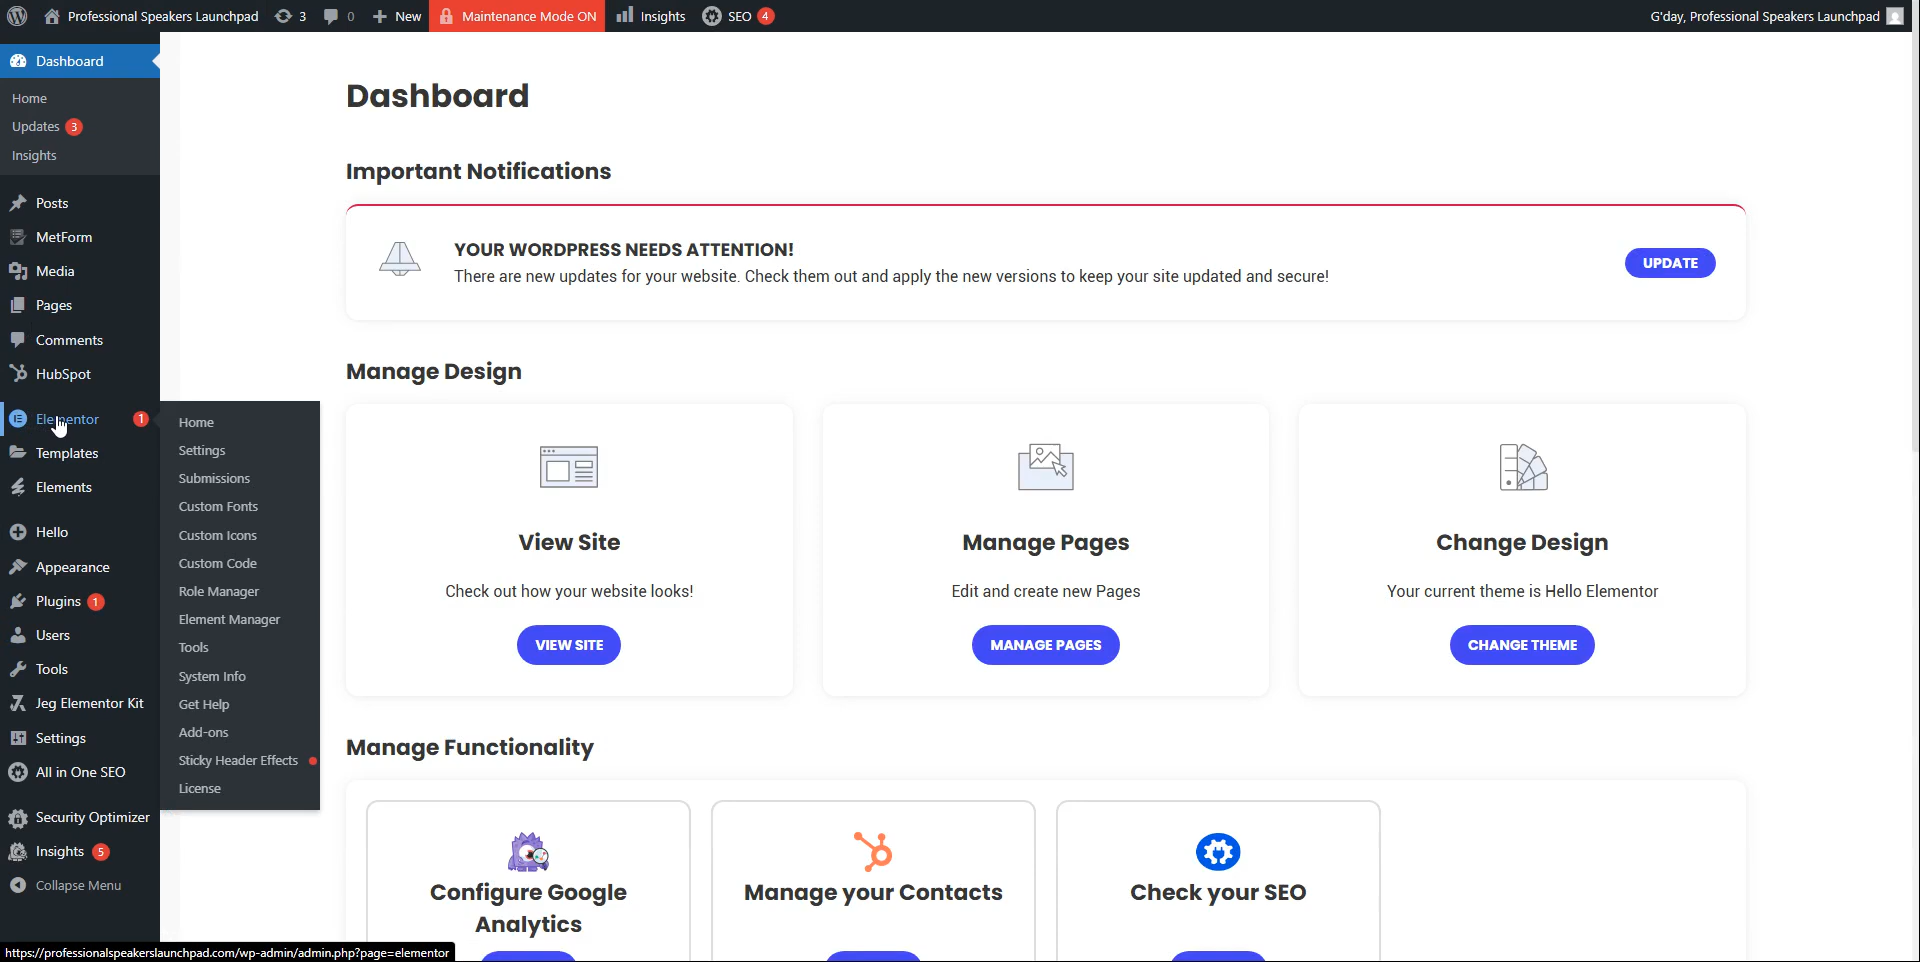 Professional Speakers Launchpad 3 0 New Maintenance Mode ON Insights SEO 4 G'day, Professional Speakers Launchpad
Dashboard
Home
Updates 3
Insights
Posts
MetForm
Media
Pages
Comments
HubSpot
Elementor 1
Templates
Elements
Hello
Appearance
Plugins 1
Users
Tools
Jeg Elementor Kit
Settings
All in One SEO
Security Optimizer
Insights 5
Collapse Menu
Home
Settings
Submissions
Custom Fonts
Custom Icons
Custom Code
Role Manager
Element Manager
Tools
System Info
Get Help
Add-ons
Sticky Header Effects
License
Dashboard
Important Notifications
YOUR WORDPRESS NEEDS ATTENTION!
There are new updates for your website. Check them out and apply the new versions to keep your site updated and secure!
UPDATE
Manage Design
View Site
Check out how your website looks!
VIEW SITE
Manage Pages
Edit and create new Pages
MANAGE PAGES
Change Design
Your current theme is Hello Elementor
CHANGE THEME
Manage Functionality
Configure Google
Analytics
Manage your Contacts
Check your SEO
https://professionalspeakerslaunchpad.com/wp-admin/admin.php?page=elementor